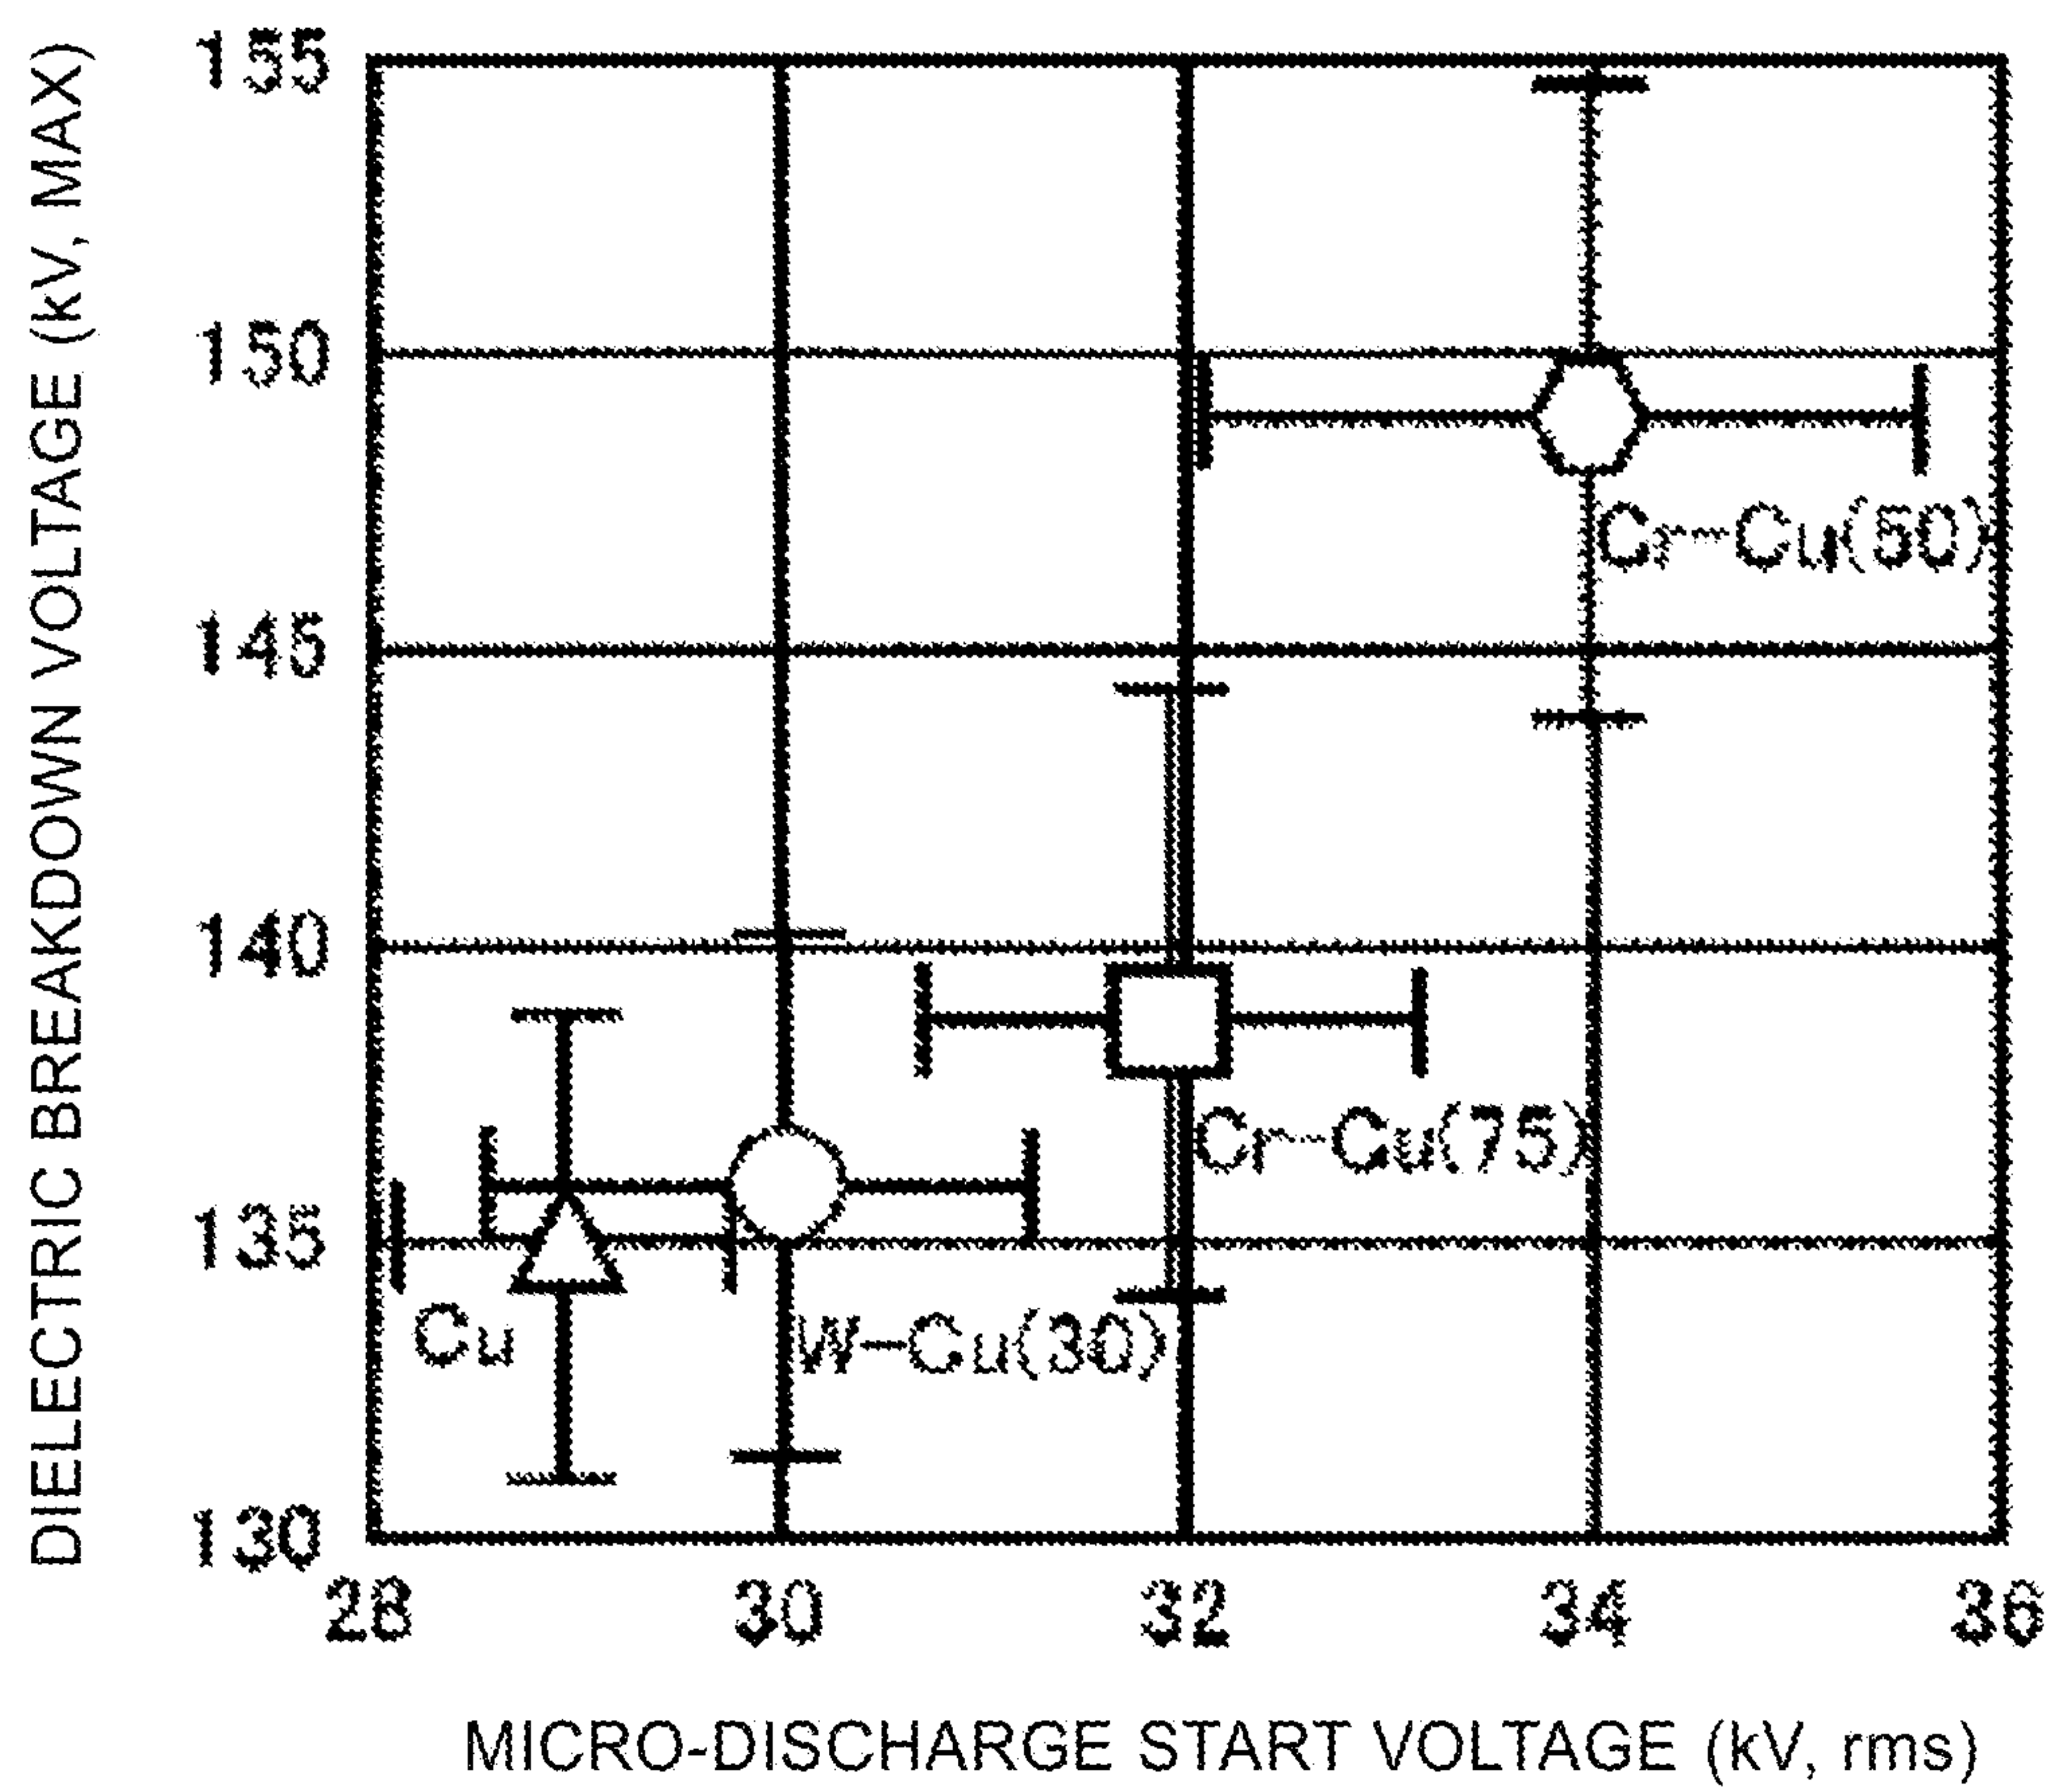 DIELECTRIC BREAKDOWN VOLTAGE (kV, MAX)
155
150
145
140
135
130
Cr-Cu(50)
Cr-Cu(75)
Cu
W-Cu(30)
28 30 32 34 36
MICRO-DISCHARGE START VOLTAGE (kV, rms)